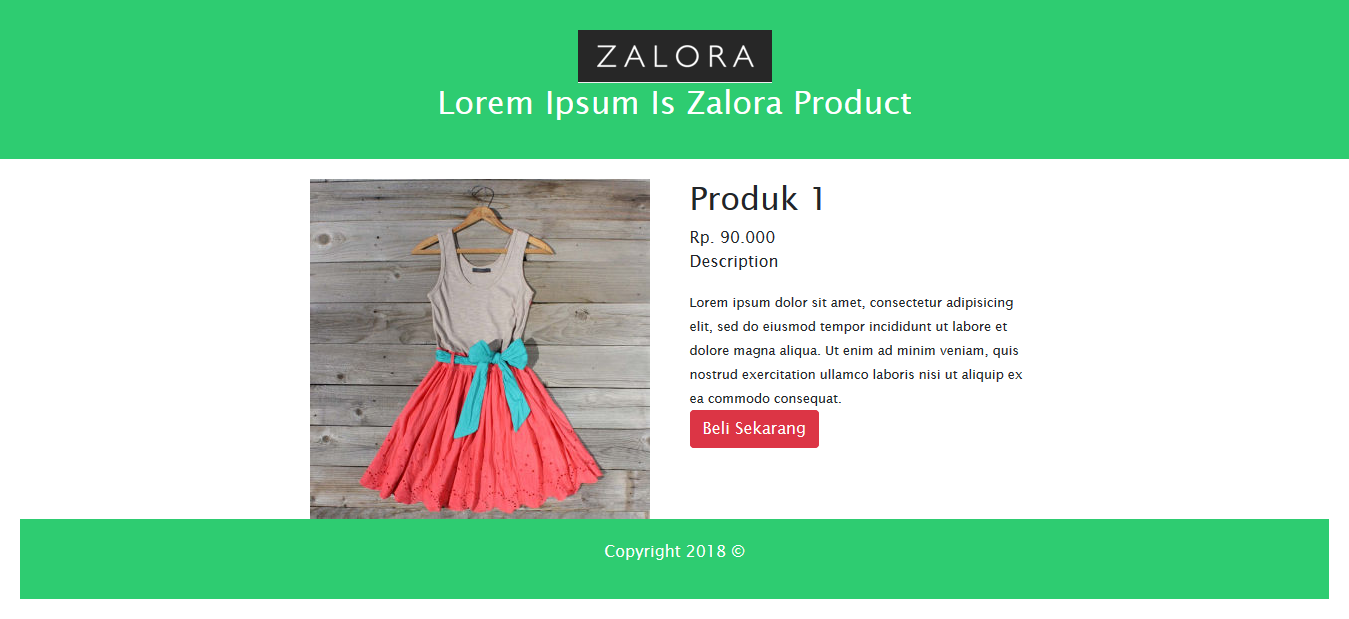 ZALORA
Lorem Ipsum Is Zalora Product
Produk 1
Rp. 90.000
Description
Lorem ipsum dolor sit amet, consectetur adipisicing
elit, sed do eiusmod tempor incididunt ut labore et
dolore magna aliqua. Ut enim ad minim veniam, quis
nostrud exercitation ullamco laboris nisi ut aliquip ex
ea commodo consequat.
Beli Sekarang
Copyright 2018 ©